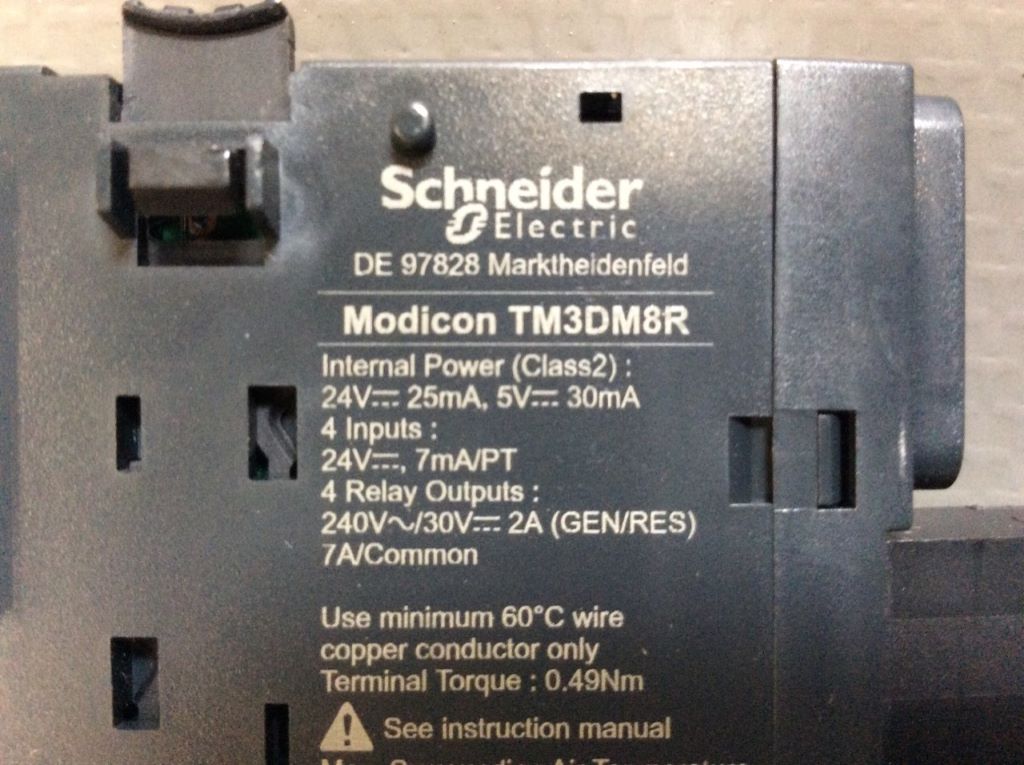 Schneider
Electric
DE 97828 Marktheidenfeld
Modicon TM3DM8R
Internal Power (Class2) :
24V⎓ 25mA, 5V⎓ 30mA
4 Inputs :
24V⎓, 7mA/PT
4 Relay Outputs :
240V～/30V⎓ 2A (GEN/RES)
7A/Common
Use minimum 60°C wire
copper conductor only
Terminal Torque : 0.49Nm
See instruction manual